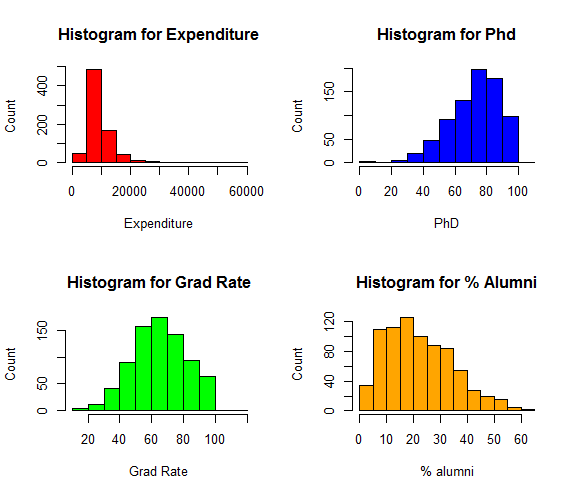 Histogram for Expenditure
Count
0 200 400
0 20000 40000 60000
Expenditure
Histogram for Phd
Count
0 50 150
0 20 40 60 80 100
PhD
Histogram for Grad Rate
Count
0 50 150
20 40 60 80 100
Grad Rate
Histogram for % Alumni
Count
0 40 80 120
0 10 20 30 40 50 60
% alumni